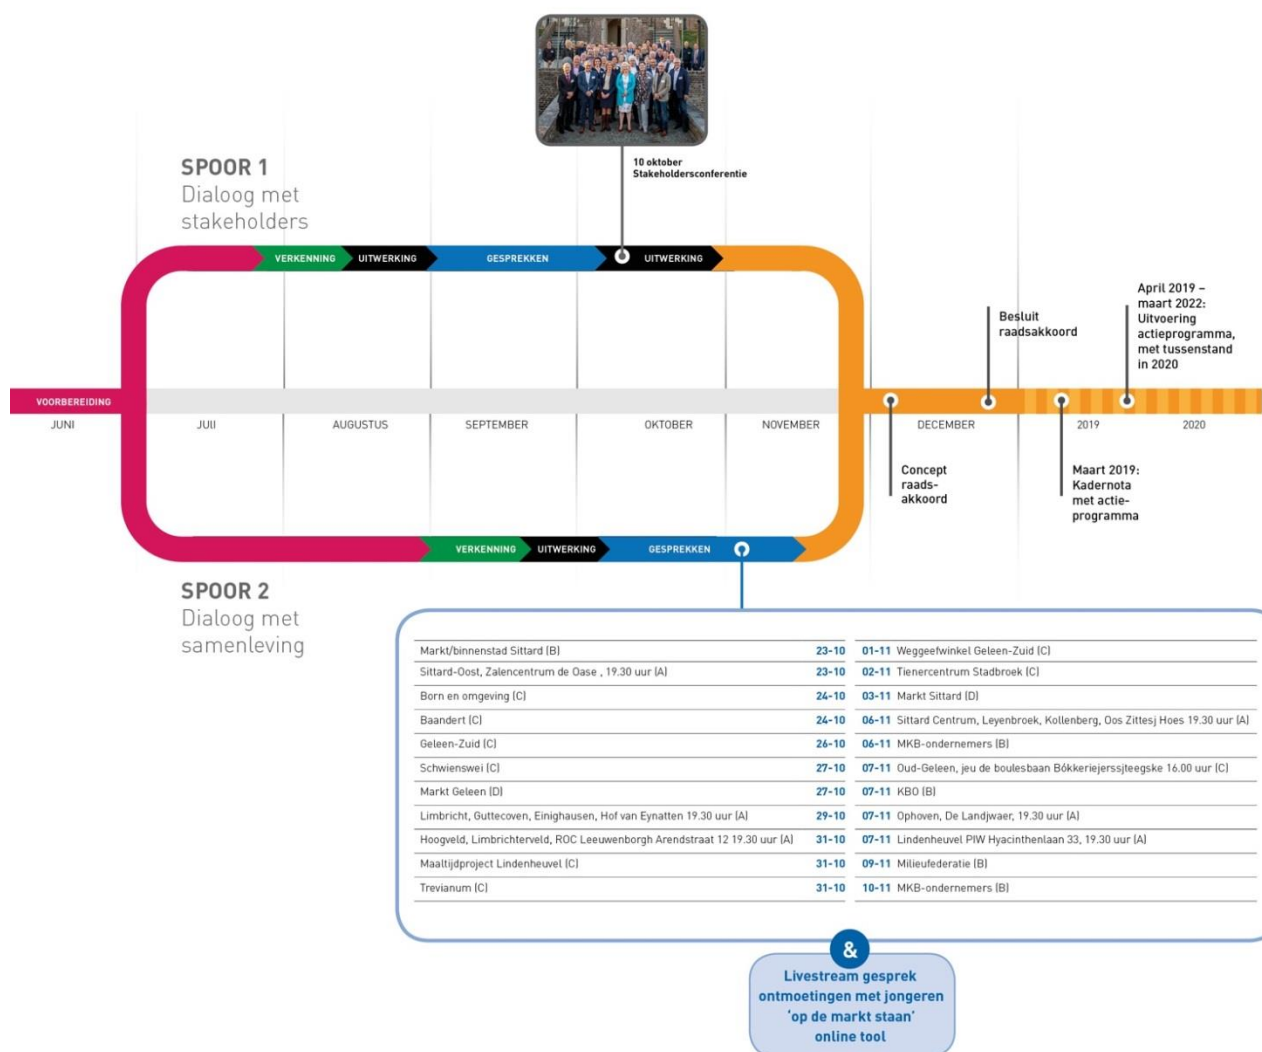 10 oktober
Stakeholdersconferentie
SPOOR 1
Dialoog met
stakeholders
VERKENNING
UITWERKING
GESPREKKEN
UITWERKING
Besluit
raadsakkoord
April 2019 –
maart 2022:
Uitvoering
actieprogramma,
met tussenstand
in 2020
VOORBEREIDING
JUNI
JULI
AUGUSTUS
SEPTEMBER
OKTOBER
NOVEMBER
DECEMBER
2019
2020
Concept
raads-
akkoord
Maart 2019:
Kadernota
met actie-
programma
VERKENNING
UITWERKING
GESPREKKEN
SPOOR 2
Dialoog met
samenleving
Markt/binnenstad Sittard (B) 23-10
Sittard-Oost, Zalencentrum de Oase , 19.30 uur (A) 23-10
Born en omgeving (C) 24-10
Baandert (C) 24-10
Geleen-Zuid (C) 26-10
Schwienswei (C) 27-10
Markt Geleen (D) 27-10
Limbricht, Guttecoven, Einighausen, Hof van Eynatten 19.30 uur (A) 29-10
Hoogveld, Limbrichterveld, ROC Leeuwenborgh Arendstraat 12 19.30 uur (A) 31-10
Maaltijdproject Lindenheuvel (C) 31-10
Trevianum (C) 31-10
01-11 Weggeefwinkel Geleen-Zuid (C)
02-11 Tienercentrum Stadbroek (C)
03-11 Markt Sittard (D)
06-11 Sittard Centrum, Leyenbroek, Kollenberg, Oos Zittesj Hoes 19.30 uur (A)
06-11 MKB-ondernemers (B)
07-11 Oud-Geleen, jeu de boulesbaan Bókkeriejerssjteegske 16.00 uur (C)
07-11 KBO (B)
07-11 Ophoven, De Landjwaer, 19.30 uur (A)
07-11 Lindenheuvel PIW Hyacinthenlaan 33, 19.30 uur (A)
09-11 Milieufederatie (B)
10-11 MKB-ondernemers (B)
&
Livestream gesprek
ontmoetingen met jongeren
'op de markt staan'
online tool